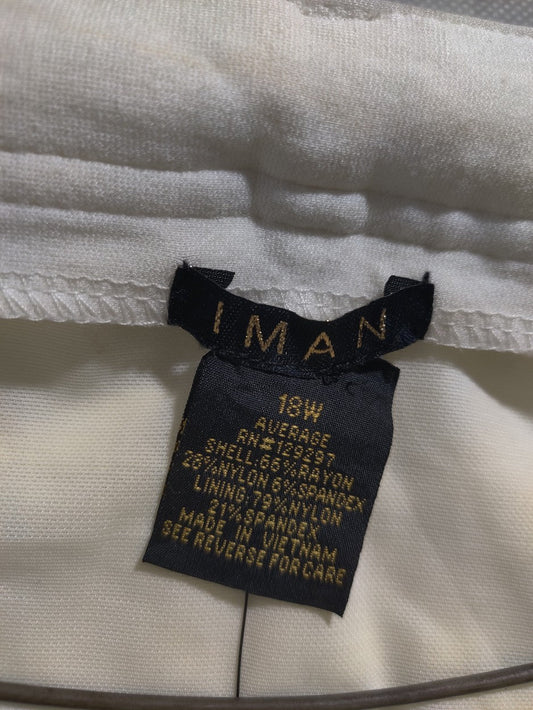 IMAN
18W
AVERAGE
RN#129297
SHELL:66%RAYON
28%NYLON 6%SPANDEX
LINING:79%NYLON
21%SPANDEX
MADE IN VIETNAM
SEE REVERSE FOR CARE